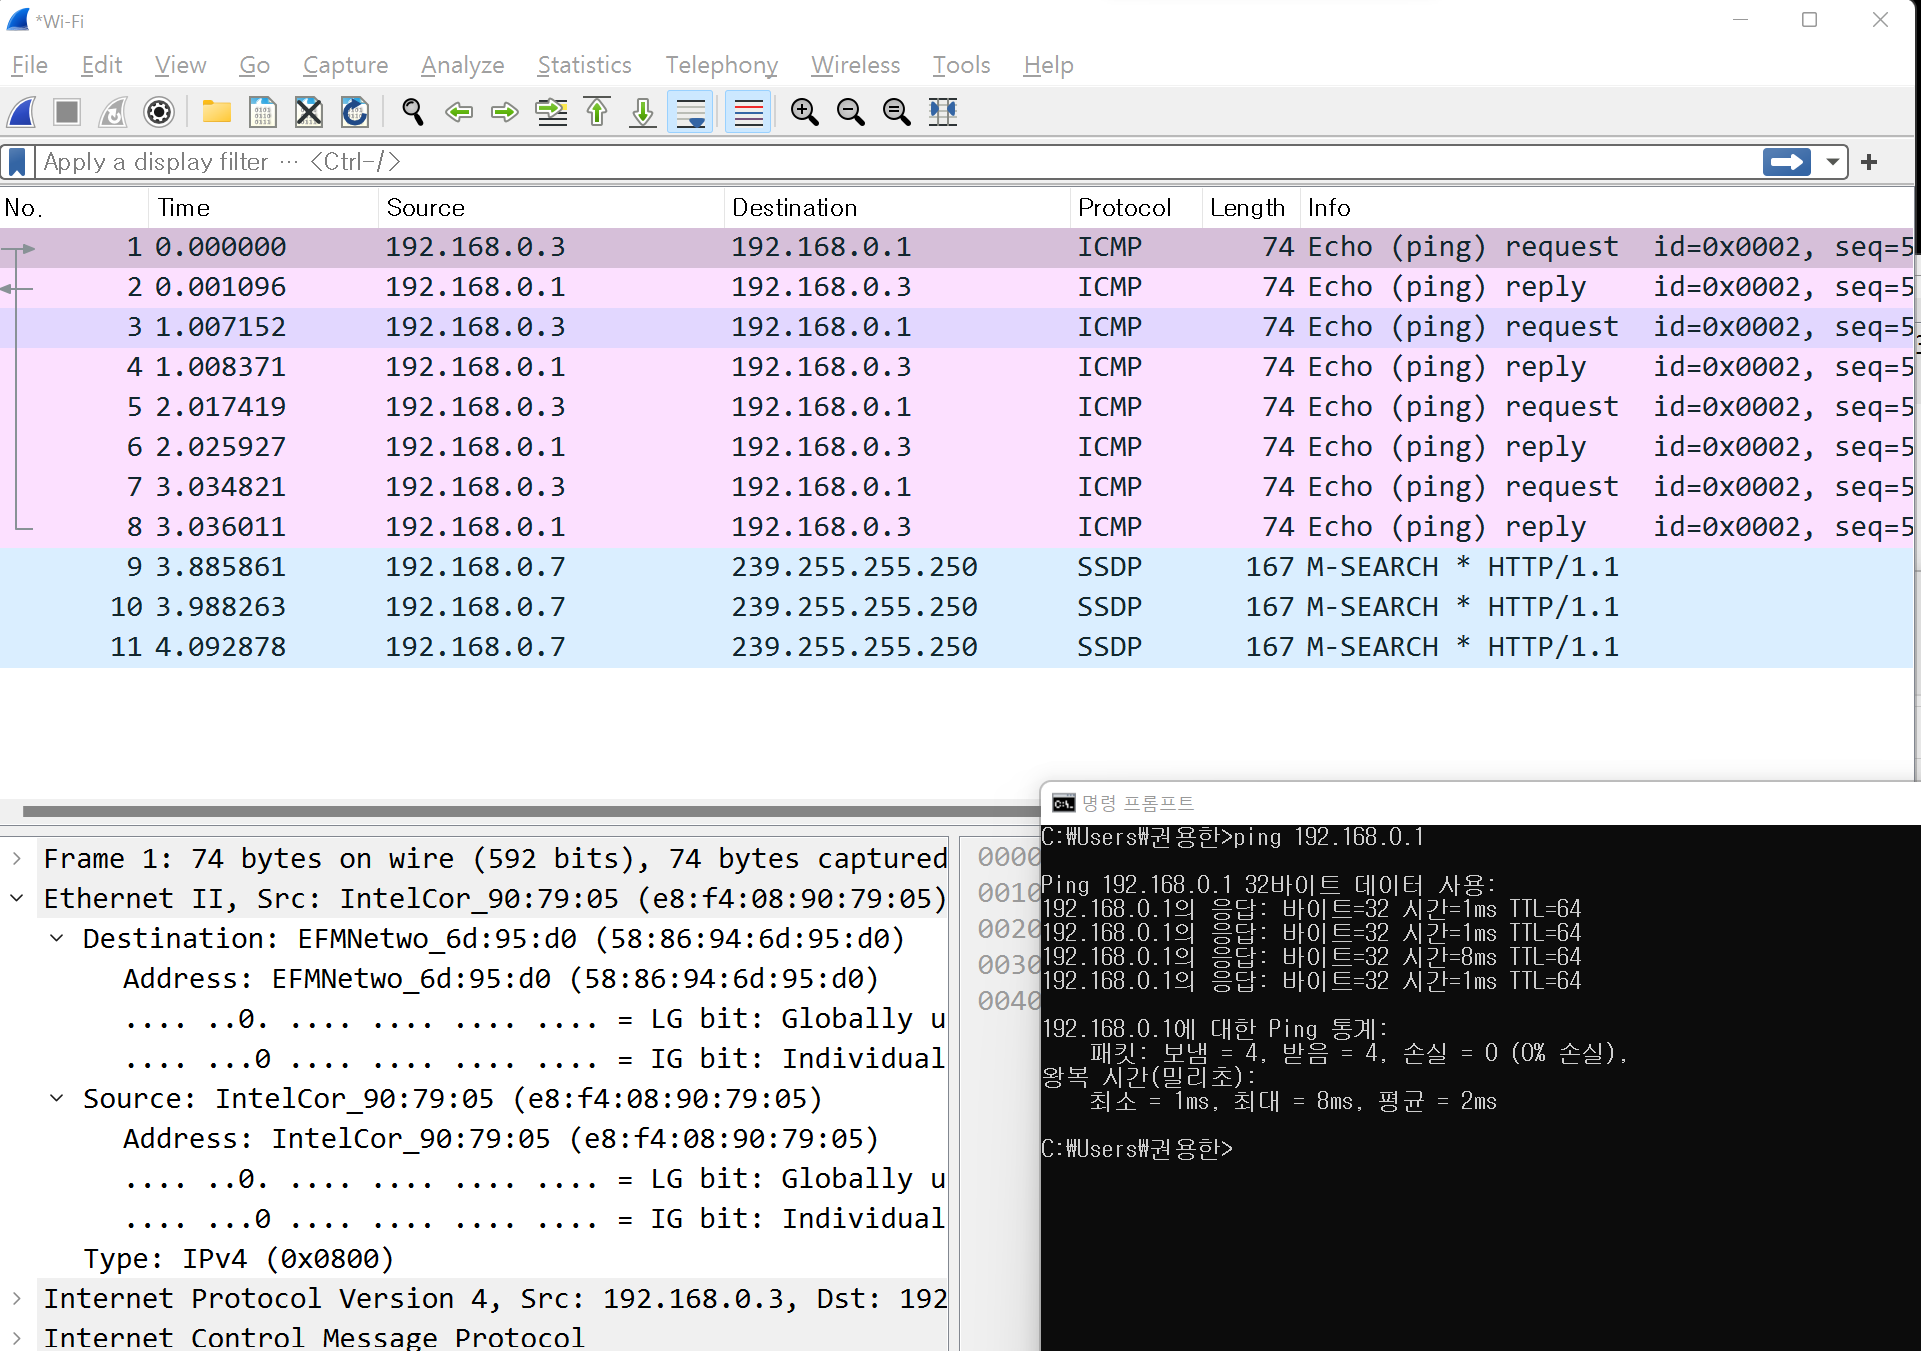 *Wi-Fi
File Edit View Go Capture Analyze Statistics Telephony Wireless Tools Help
Apply a display filter ... <Ctrl-/>
No. Time Source Destination Protocol Length Info
1 0.000000 192.168.0.3 192.168.0.1 ICMP 74 Echo (ping) request id=0x0002, seq=5
2 0.001096 192.168.0.1 192.168.0.3 ICMP 74 Echo (ping) reply id=0x0002, seq=5
3 1.007152 192.168.0.3 192.168.0.1 ICMP 74 Echo (ping) request id=0x0002, seq=5
4 1.008371 192.168.0.1 192.168.0.3 ICMP 74 Echo (ping) reply id=0x0002, seq=5
5 2.017419 192.168.0.3 192.168.0.1 ICMP 74 Echo (ping) request id=0x0002, seq=5
6 2.025927 192.168.0.1 192.168.0.3 ICMP 74 Echo (ping) reply id=0x0002, seq=5
7 3.034821 192.168.0.3 192.168.0.1 ICMP 74 Echo (ping) request id=0x0002, seq=5
8 3.036011 192.168.0.1 192.168.0.3 ICMP 74 Echo (ping) reply id=0x0002, seq=5
9 3.885861 192.168.0.7 239.255.255.250 SSDP 167 M-SEARCH * HTTP/1.1
10 3.988263 192.168.0.7 239.255.255.250 SSDP 167 M-SEARCH * HTTP/1.1
11 4.092878 192.168.0.7 239.255.255.250 SSDP 167 M-SEARCH * HTTP/1.1
Frame 1: 74 bytes on wire (592 bits), 74 bytes captured
Ethernet II, Src: IntelCor_90:79:05 (e8:f4:08:90:79:05)
Destination: EFMNetwo_6d:95:d0 (58:86:94:6d:95:d0)
Address: EFMNetwo_6d:95:d0 (58:86:94:6d:95:d0)
.... ..0. .... .... .... .... = LG bit: Globally u
.... ...0 .... .... .... .... = IG bit: Individual
Source: IntelCor_90:79:05 (e8:f4:08:90:79:05)
Address: IntelCor_90:79:05 (e8:f4:08:90:79:05)
.... ..0. .... .... .... .... = LG bit: Globally u
.... ...0 .... .... .... .... = IG bit: Individual
Type: IPv4 (0x0800)
Internet Protocol Version 4, Src: 192.168.0.3, Dst: 192
Internet Control Message Protocol
0000
0010
0020
0030
0040
명령 프롬프트
C:₩Users₩권용한>ping 192.168.0.1
Ping 192.168.0.1 32바이트 데이터 사용:
192.168.0.1의 응답: 바이트=32 시간=1ms TTL=64
192.168.0.1의 응답: 바이트=32 시간=1ms TTL=64
192.168.0.1의 응답: 바이트=32 시간=8ms TTL=64
192.168.0.1의 응답: 바이트=32 시간=1ms TTL=64
192.168.0.1에 대한 Ping 통계:
패킷: 보냄 = 4, 받음 = 4, 손실 = 0 (0% 손실),
왕복 시간(밀리초):
최소 = 1ms, 최대 = 8ms, 평균 = 2ms
C:₩Users₩권용한>